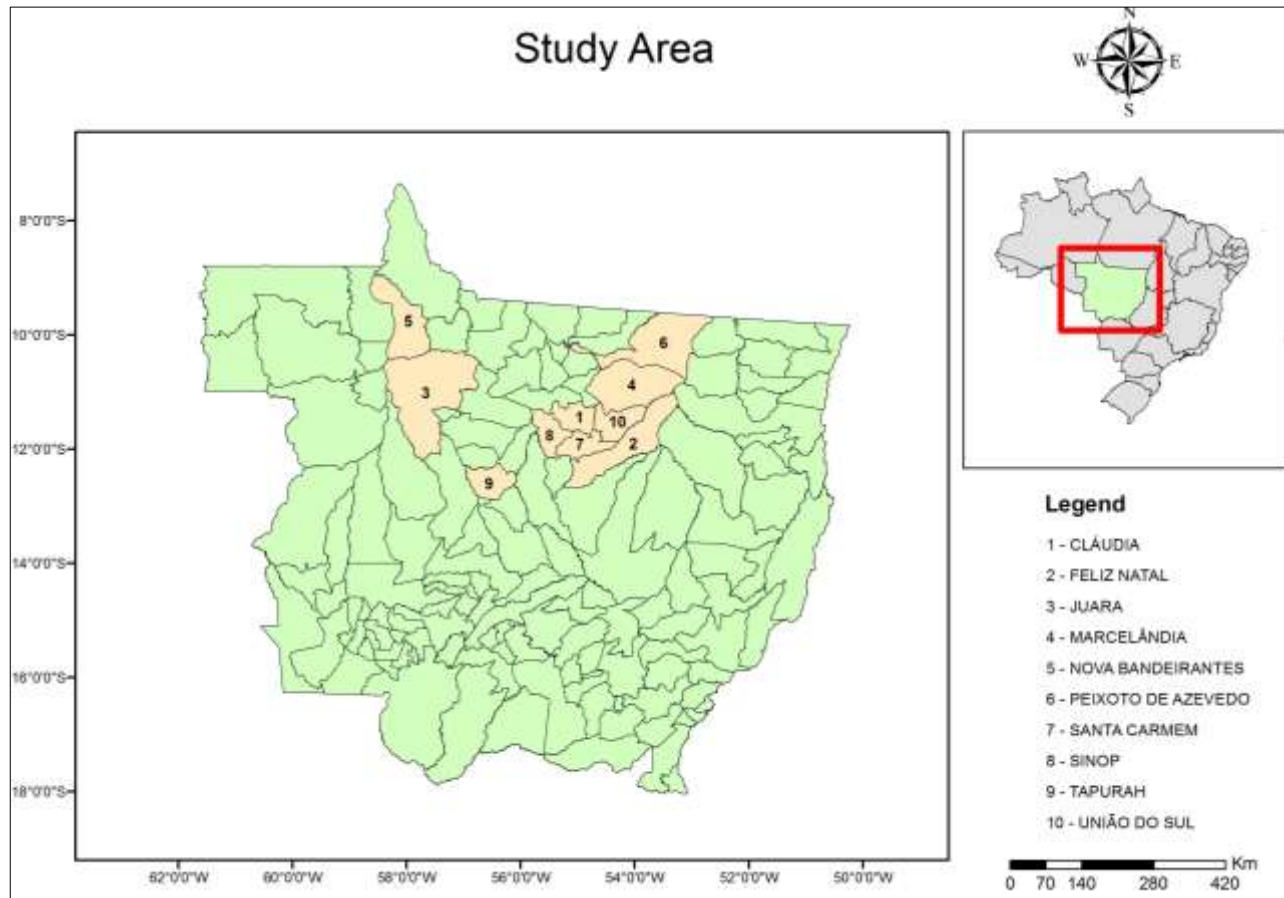 Study Area
N
W E
S
8°0'0"S
10°0'0"S
12°0'0"S
14°0'0"S
16°0'0"S
18°0'0"S
5
6
3
4
1
10
8
7
2
9
62°0'0"W 60°0'0"W 58°0'0"W 56°0'0"W 54°0'0"W 52°0'0"W 50°0'0"W
Legend
1 - CLÁUDIA
2 - FELIZ NATAL
3 - JUARA
4 - MARCELÂNDIA
5 - NOVA BANDEIRANTES
6 - PEIXOTO DE AZEVEDO
7 - SANTA CARMEM
8 - SINOP
9 - TAPURAH
10 - UNIÃO DO SUL
Km
0 70 140 280 420